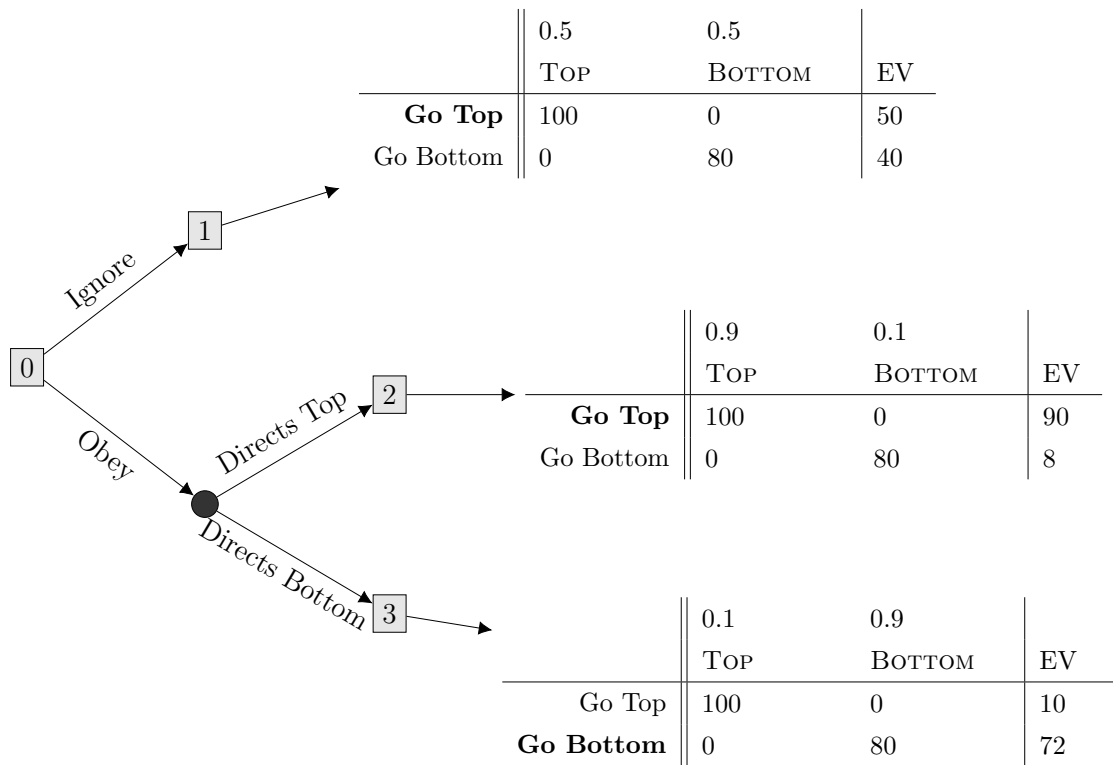 0.5 0.5
TOP BOTTOM EV
Go Top 100 0 50
Go Bottom 0 80 40
1
Ignore
0
0.9 0.1
TOP BOTTOM EV
2
Go Top 100 0 90
Go Bottom 0 80 8
Directs Top
Obey
Directs Bottom
3
0.1 0.9
TOP BOTTOM EV
Go Top 100 0 10
Go Bottom 0 80 72